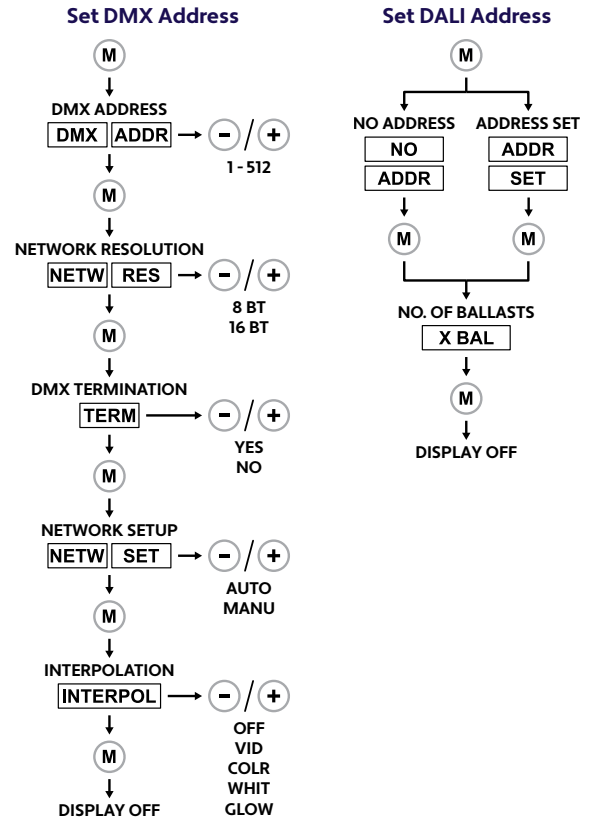 Set DMX Address
M
DMX ADDRESS
DMX ADDR - / +
1 - 512
M
NETWORK RESOLUTION
NETW RES - / +
8 BT
16 BT
M
DMX TERMINATION
TERM - / +
YES
NO
M
NETWORK SETUP
NETW SET - / +
AUTO
MANU
M
INTERPOLATION
INTERPOL - / +
OFF
VID
COLR
WHIT
GLOW
M
DISPLAY OFF
Set DALI Address
M
NO ADDRESS
NO
ADDR
M
ADDRESS SET
ADDR
SET
M
NO. OF BALLASTS
X BAL
M
DISPLAY OFF